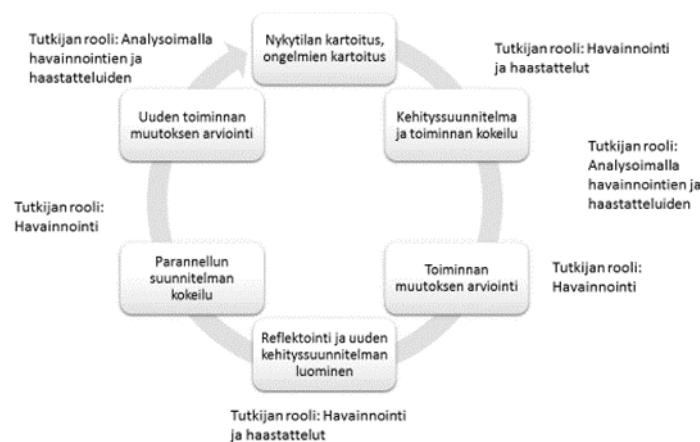 Nykytilan kartoitus,
ongelmien kartoitus
Tutkijan rooli: Havainnointi
ja haastattelut
Kehityssuunnitelma
ja toiminnan kokeilu
Tutkijan rooli:
Analysoimalla
havainnointien ja
haastatteluiden
Toiminnan
muutoksen arviointi
Tutkijan rooli:
Havainnointi
Reflektointi ja uuden
kehityssuunnitelman
luominen
Tutkijan rooli: Havainnointi
ja haastattelut
Parannellun
suunnitelman
kokeilu
Tutkijan rooli:
Havainnointi
Uuden toiminnan
muutoksen arviointi
Tutkijan rooli: Analysoimalla
havainnointien ja
haastatteluiden